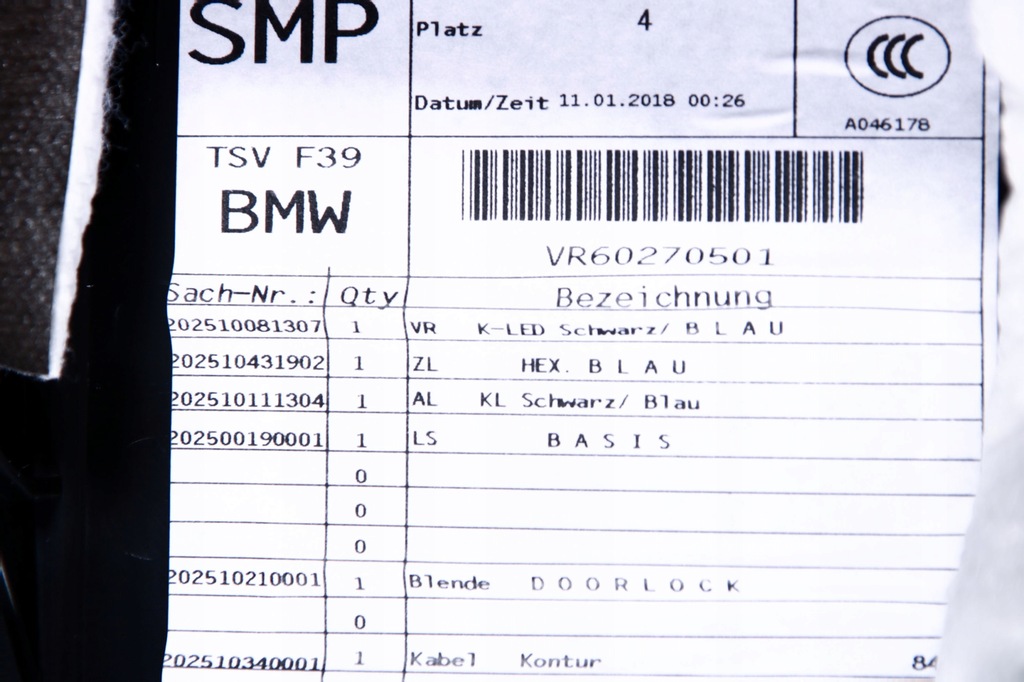 SMP
Platz 4
CCC
Datum/Zeit 11.01.2018 00:26
A046178
TSV F39
BMW
VR60270501
Sach-Nr.: Qty Bezeichnung
202510081307 1 VR K-LED Schwarz/ B L A U
202510431902 1 ZL HEX. B L A U
202510111304 1 AL KL Schwarz/ Blau
202500190001 1 LS B A S I S
0
0
0
202510210001 1 Blende D O O R L O C K
0
202510340001 1 Kabel Kontur 84